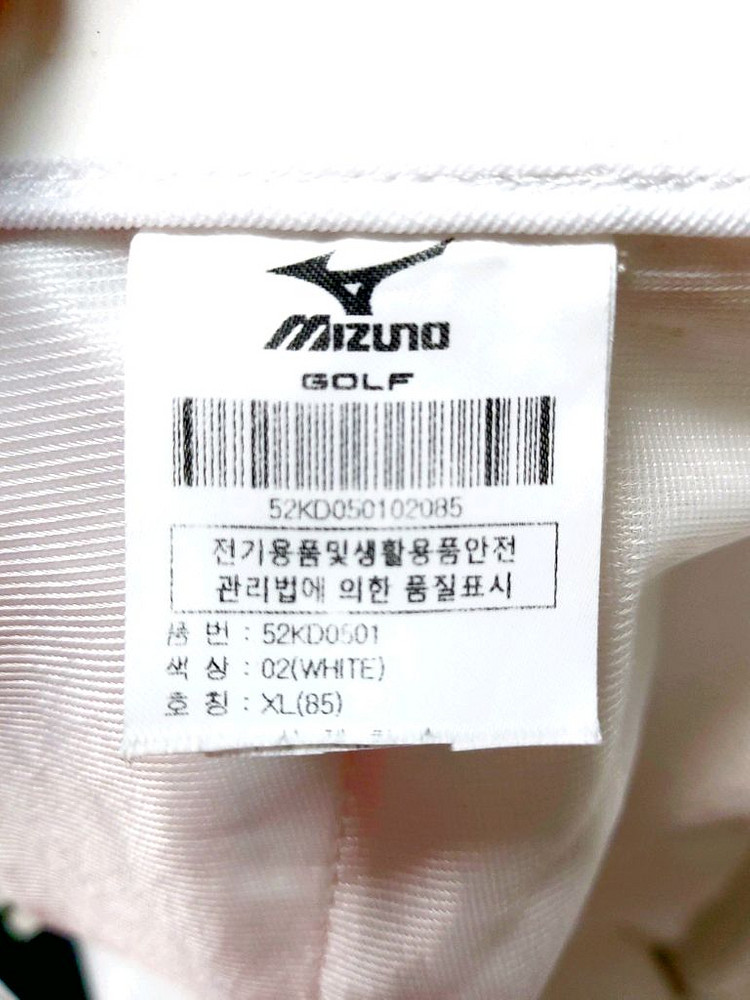 MIZUNO
GOLF
52KD050102085
전기용품및생활용품안전
관리법에 의한 품질표시
품 번 : 52KD0501
색 상 : 02(WHITE)
호 칭 : XL(85)